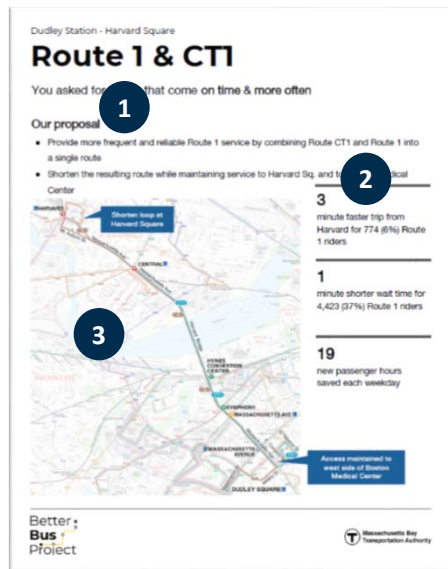 Dudley Station - Harvard Square
Route 1 & CT1
You asked for that come on time & more often
1
Our proposal
● Provide more frequent and reliable Route 1 service by combining Route CT1 and Route 1 into
a single route
● Shorten the resulting route while maintaining service to Harvard Sq. and
Center
2
3
minute faster trip from
Harvard for 774 (6%) Route
1 riders
1
minute shorter wait time for
4,423 (37%) Route 1 riders
19
new passenger hours
saved each weekday
HARVARD
Shorten loop at
Harvard Square
CENTRAL
3
HYNES
CONVENTION
CENTER
SYMPHONY
MASSACHUSETTS AVE
MASSACHUSETTS
AVENUE
Access maintained to
west side of Boston
Medical Center
DUDLEY SQUARE
Better
Bus
Project
T
Massachusetts Bay
Transportation Authority